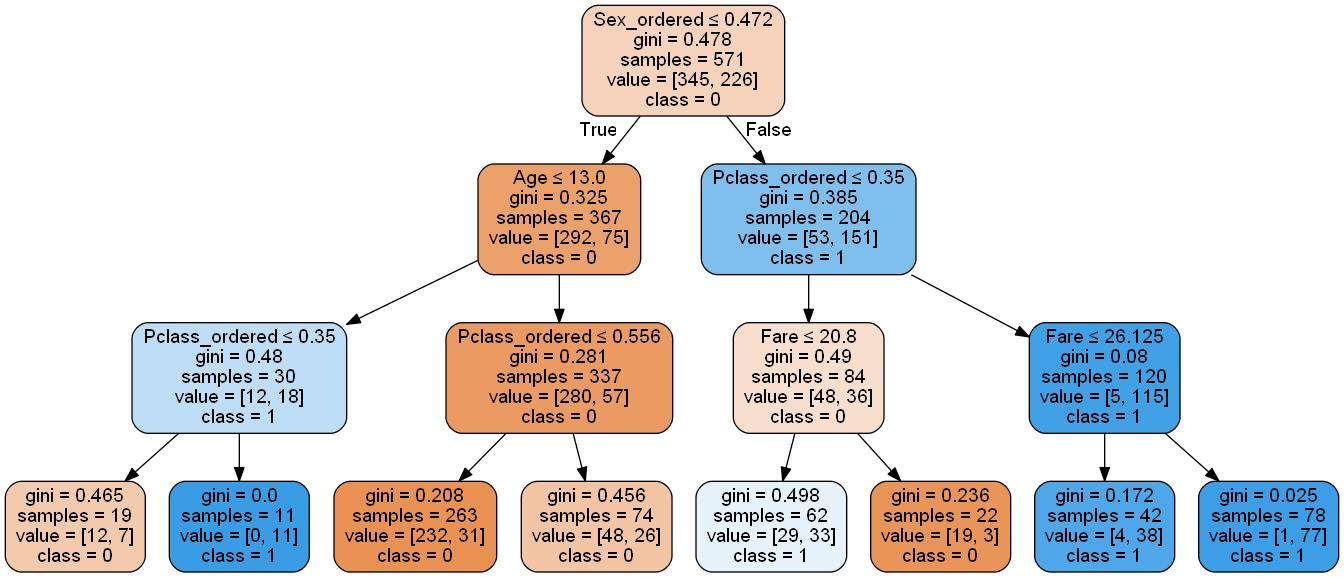 Sex_ordered ≤ 0.472
gini = 0.478
samples = 571
value = [345, 226]
class = 0
True
False
Age ≤ 13.0
gini = 0.325
samples = 367
value = [292, 75]
class = 0
Pclass_ordered ≤ 0.35
gini = 0.385
samples = 204
value = [53, 151]
class = 1
Pclass_ordered ≤ 0.35
gini = 0.48
samples = 30
value = [12, 18]
class = 1
Pclass_ordered ≤ 0.556
gini = 0.281
samples = 337
value = [280, 57]
class = 0
Fare ≤ 20.8
gini = 0.49
samples = 84
value = [48, 36]
class = 0
Fare ≤ 26.125
gini = 0.08
samples = 120
value = [5, 115]
class = 1
gini = 0.465
samples = 19
value = [12, 7]
class = 0
gini = 0.0
samples = 11
value = [0, 11]
class = 1
gini = 0.208
samples = 263
value = [232, 31]
class = 0
gini = 0.456
samples = 74
value = [48, 26]
class = 0
gini = 0.498
samples = 62
value = [29, 33]
class = 1
gini = 0.236
samples = 22
value = [19, 3]
class = 0
gini = 0.172
samples = 42
value = [4, 38]
class = 1
gini = 0.025
samples = 78
value = [1, 77]
class = 1